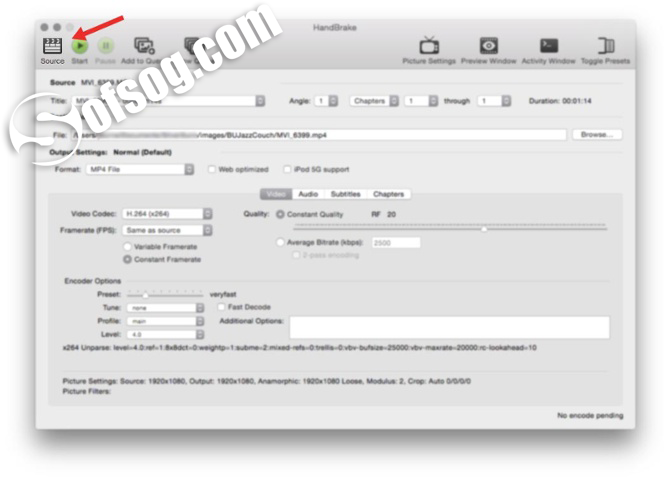 HandBrake
Source Start Pause Add to Picture Settings Preview Window Activity Window Toggle Presets
Sofsog.com
Source MVI_6399
Title: Angle: 1 Chapters 1 through 1 Duration: 00:01:14
File: /Images/BUJazzCouch/MVI_6399.mp4 Browse...
Output Settings: Normal (Default)
Format: MP4 File Web optimized iPod 5G support
Video Audio Subtitles Chapters
Video Codec: H.264 (x264) Quality: Constant Quality RF 20
Framerate (FPS): Same as source
Average Bitrate (kbps): 2500
Variable Framerate
2-pass encoding
Constant Framerate
Encoder Options
Preset: veryfast
Tune: none Fast Decode
Profile: main Additional Options:
Level: 4.0
x264 Unparse: level=4.0:ref=1:8x8dct=0:weightp=1:subme=2:mixed-refs=0:trellis=0:vbv-bufsize=25000:vbv-maxrate=20000:rc-lookahead=10
Picture Settings: Source: 1920x1080, Output: 1920x1080, Anamorphic: 1920x1080 Loose, Modulus: 2, Crop: Auto 0/0/0/0
Picture Filters:
No encode pending